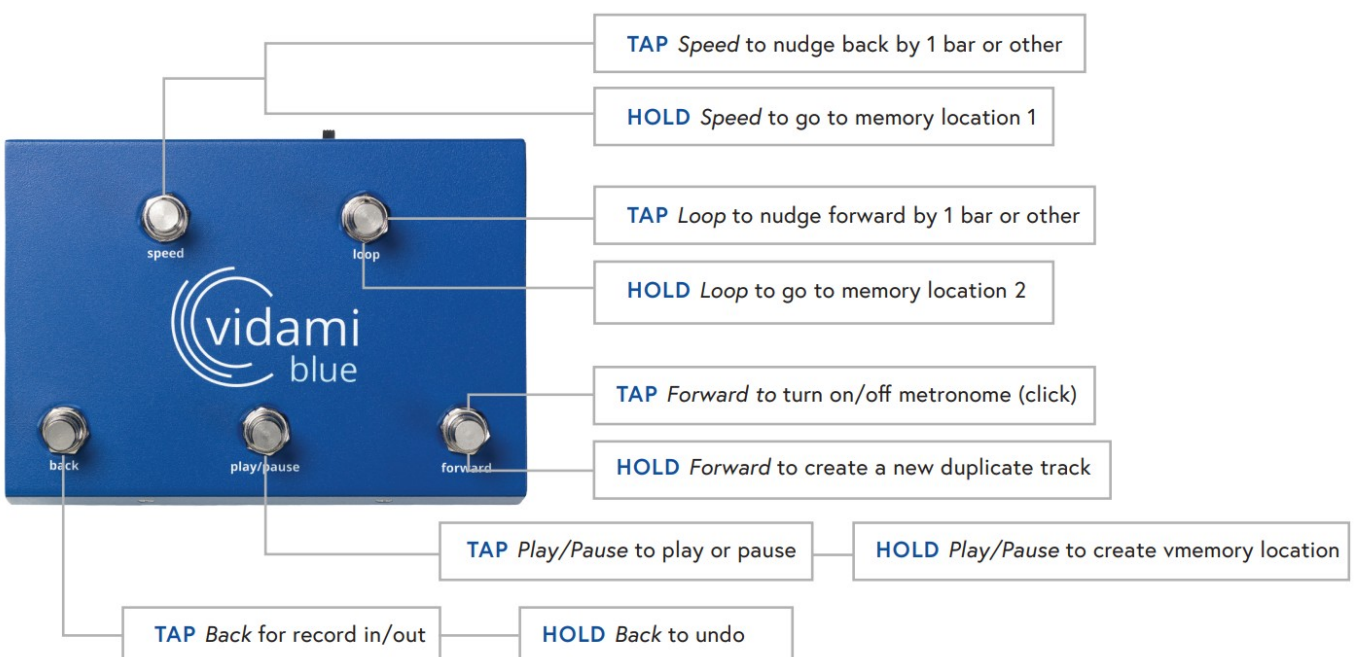 TAP Speed to nudge back by 1 bar or other
HOLD Speed to go to memory location 1
TAP Loop to nudge forward by 1 bar or other
HOLD Loop to go to memory location 2
TAP Forward to turn on/off metronome (click)
HOLD Forward to create a new duplicate track
TAP Play/Pause to play or pause
HOLD Play/Pause to create vmemory location
TAP Back for record in/out
HOLD Back to undo
speed
loop
vidami
blue
back
play/pause
forward